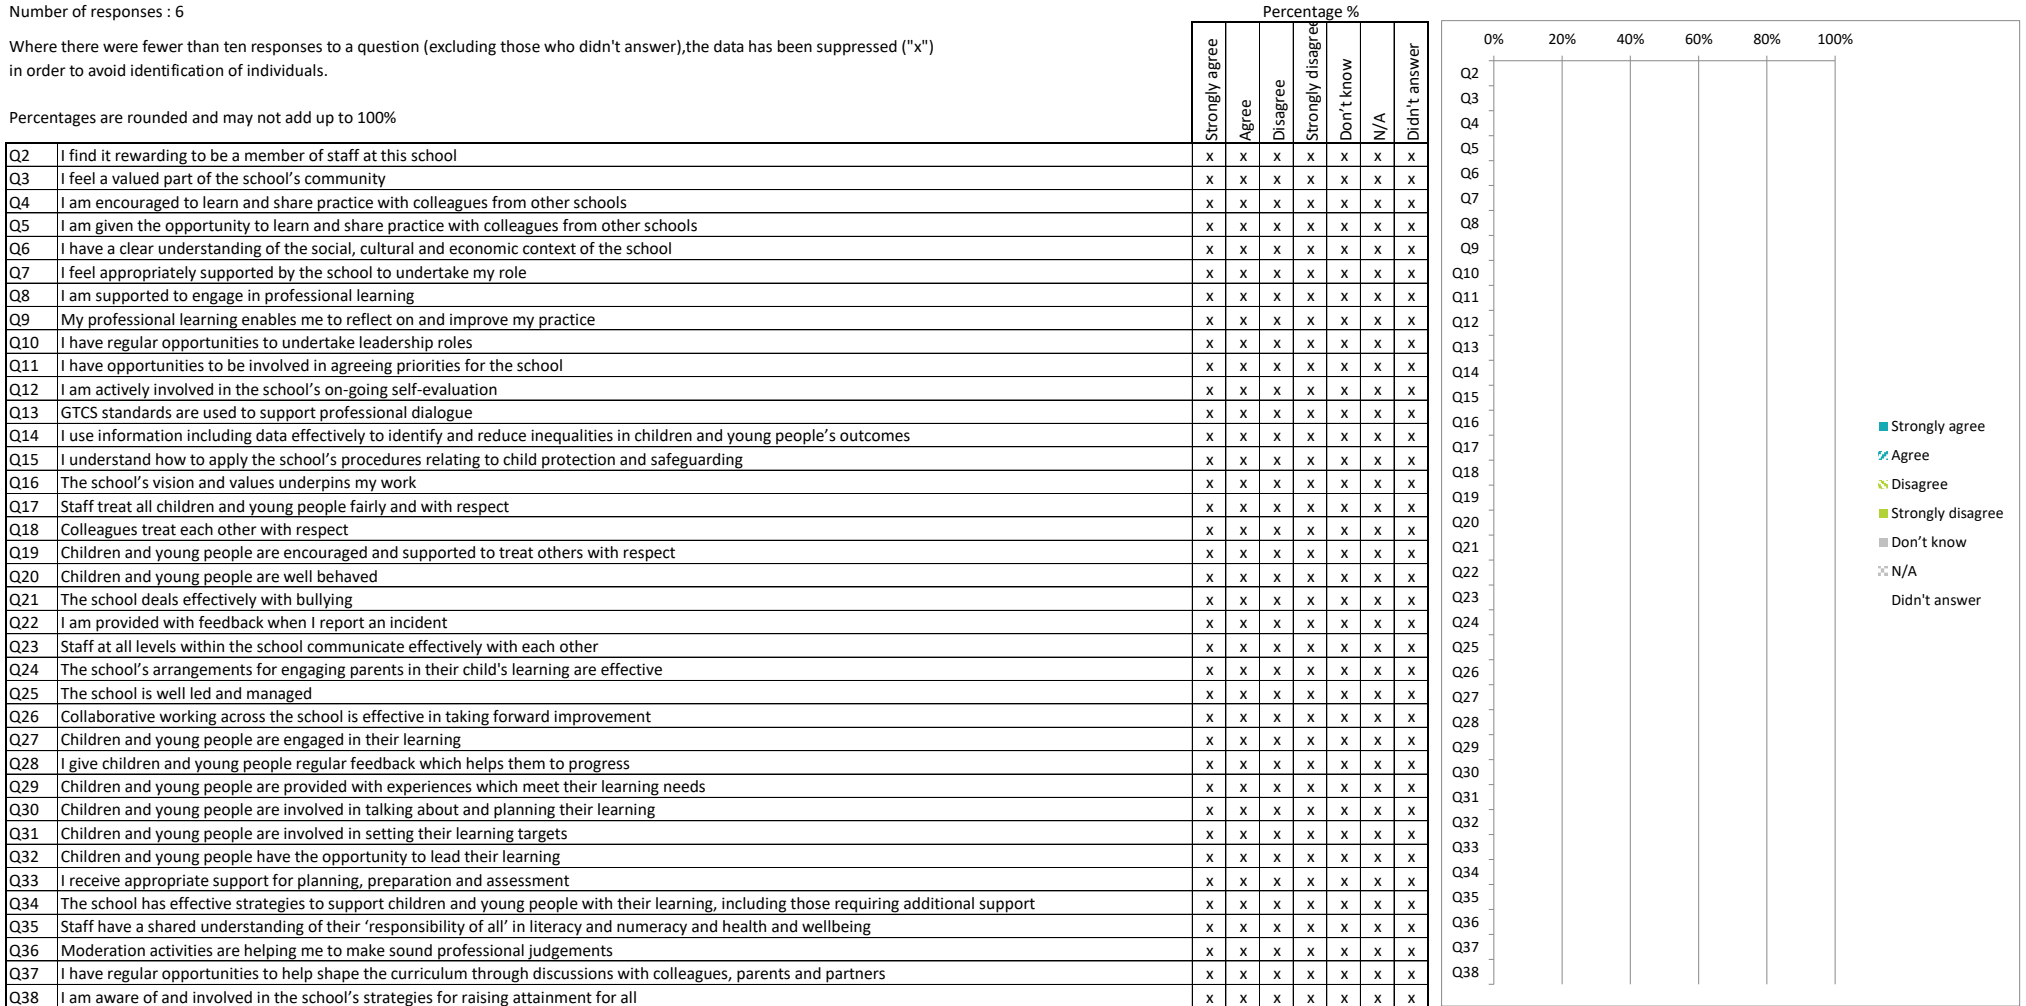 Number of responses : 6
Percentage %
Where there were fewer than ten responses to a question (excluding those who didn't answer),the data has been suppressed ("x")
in order to avoid identification of individuals.
Percentages are rounded and may not add up to 100%
Strongly agree
Agree
Disagree
Strongly disagree
Don't know
N/A
Didn't answer
Q2 I find it rewarding to be a member of staff at this school x x x x x x x
Q3 I feel a valued part of the school’s community x x x x x x x
Q4 I am encouraged to learn and share practice with colleagues from other schools x x x x x x x
Q5 I am given the opportunity to learn and share practice with colleagues from other schools x x x x x x x
Q6 I have a clear understanding of the social, cultural and economic context of the school x x x x x x x
Q7 I feel appropriately supported by the school to undertake my role x x x x x x x
Q8 I am supported to engage in professional learning x x x x x x x
Q9 My professional learning enables me to reflect on and improve my practice x x x x x x x
Q10 I have regular opportunities to undertake leadership roles x x x x x x x
Q11 I have opportunities to be involved in agreeing priorities for the school x x x x x x x
Q12 I am actively involved in the school’s on-going self-evaluation x x x x x x x
Q13 GTCS standards are used to support professional dialogue x x x x x x x
Q14 I use information including data effectively to identify and reduce inequalities in children and young people’s outcomes x x x x x x x
Q15 I understand how to apply the school’s procedures relating to child protection and safeguarding x x x x x x x
Q16 The school’s vision and values underpins my work x x x x x x x
Q17 Staff treat all children and young people fairly and with respect x x x x x x x
Q18 Colleagues treat each other with respect x x x x x x x
Q19 Children and young people are encouraged and supported to treat others with respect x x x x x x x
Q20 Children and young people are well behaved x x x x x x x
Q21 The school deals effectively with bullying x x x x x x x
Q22 I am provided with feedback when I report an incident x x x x x x x
Q23 Staff at all levels within the school communicate effectively with each other x x x x x x x
Q24 The school’s arrangements for engaging parents in their child's learning are effective x x x x x x x
Q25 The school is well led and managed x x x x x x x
Q26 Collaborative working across the school is effective in taking forward improvement x x x x x x x
Q27 Children and young people are engaged in their learning x x x x x x x
Q28 I give children and young people regular feedback which helps them to progress x x x x x x x
Q29 Children and young people are provided with experiences which meet their learning needs x x x x x x x
Q30 Children and young people are involved in talking about and planning their learning x x x x x x x
Q31 Children and young people are involved in setting their learning targets x x x x x x x
Q32 Children and young people have the opportunity to lead their learning x x x x x x x
Q33 I receive appropriate support for planning, preparation and assessment x x x x x x x
Q34 The school has effective strategies to support children and young people with their learning, including those requiring additional support x x x x x x x
Q35 Staff have a shared understanding of their ‘responsibility of all’ in literacy and numeracy and health and wellbeing x x x x x x x
Q36 Moderation activities are helping me to make sound professional judgements x x x x x x x
Q37 I have regular opportunities to help shape the curriculum through discussions with colleagues, parents and partners x x x x x x x
Q38 I am aware of and involved in the school’s strategies for raising attainment for all x x x x x x x
0% 20% 40% 60% 80% 100%
Q2
Q3
Q4
Q5
Q6
Q7
Q8
Q9
Q10
Q11
Q12
Q13
Q14
Q15
Q16
Q17
Q18
Q19
Q20
Q21
Q22
Q23
Q24
Q25
Q26
Q27
Q28
Q29
Q30
Q31
Q32
Q33
Q34
Q35
Q36
Q37
Q38
Strongly agree
Agree
Disagree
Strongly disagree
Don’t know
N/A
Didn't answer